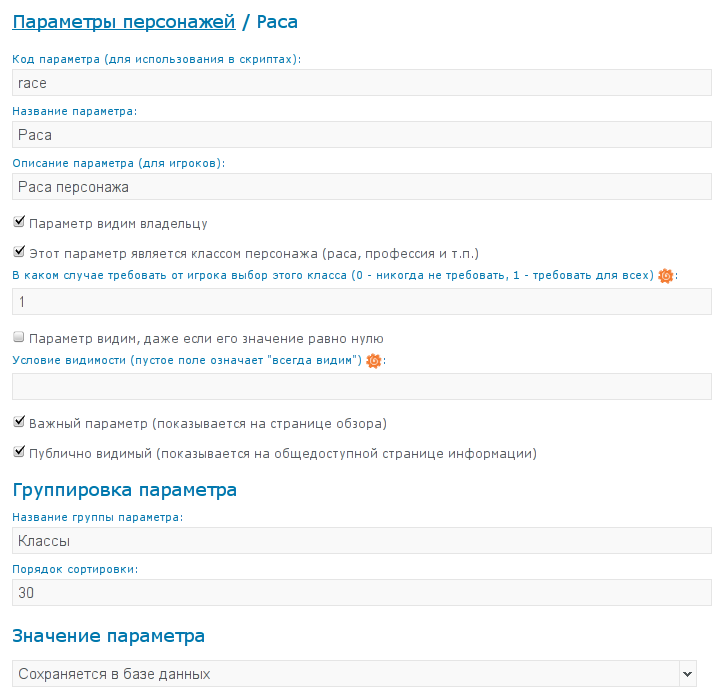 Параметры персонажей / Раса
Код параметра (для использования в скриптах):
race
Название параметра:
Раса
Описание параметра (для игроков):
Раса персонажа
Параметр видим владельцу
Этот параметр является классом персонажа (раса, профессия и т.п.)
В каком случае требовать от игрока выбор этого класса (0 - никогда не требовать, 1 - требовать для всех) :
1
Параметр видим, даже если его значение равно нулю
Условие видимости (пустое поле означает "всегда видим") :
Важный параметр (показывается на странице обзора)
Публично видимый (показывается на общедоступной странице информации)
Группировка параметра
Название группы параметра:
Классы
Порядок сортировки:
30
Значение параметра
Сохраняется в базе данных